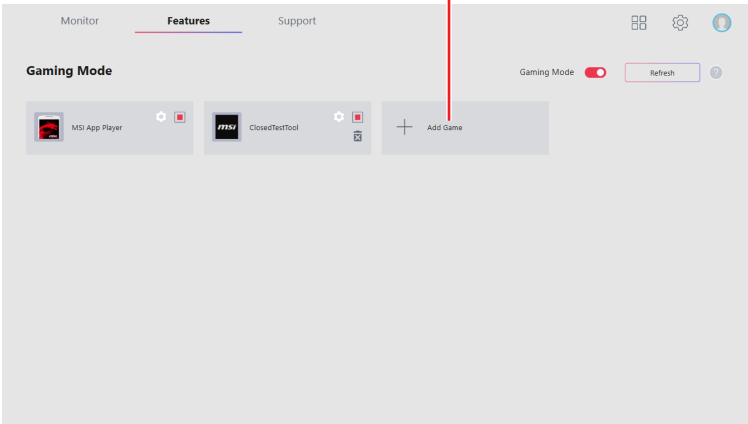 Monitor
Features
Support
Gaming Mode
Gaming Mode
Refresh
?
MSI App Player
msi
ClosedTestTool
Add Game